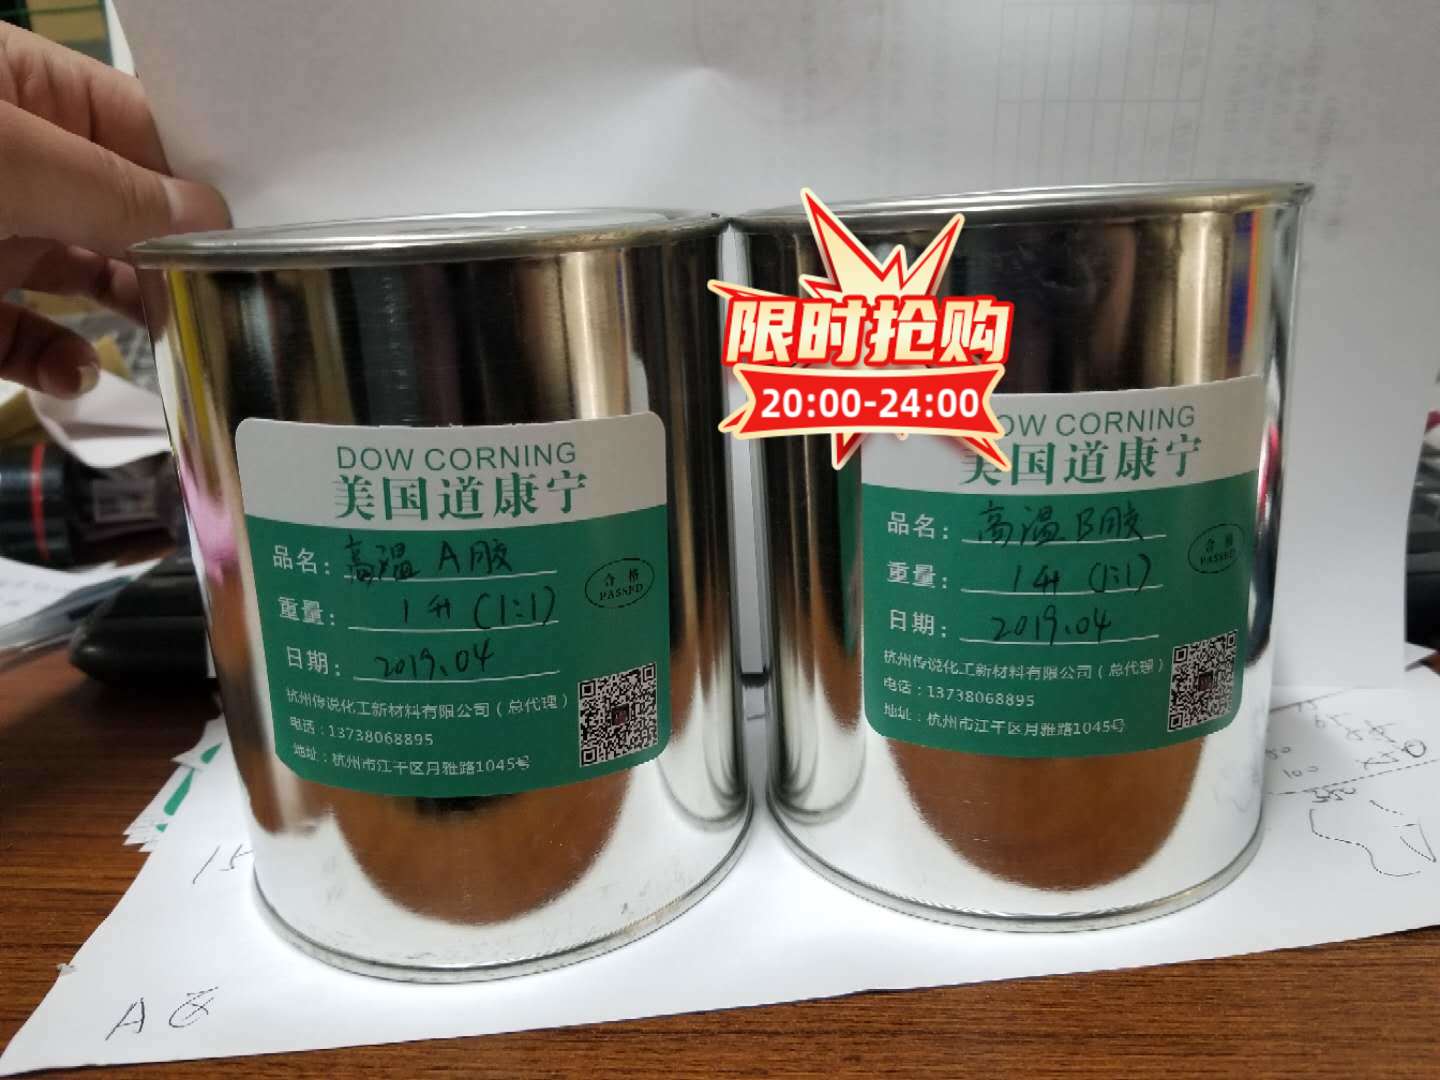 DOW CORNING
美国道康宁
品名：高温 A胶
重量：1升 (1:1)
日期：2019.04
合格
PASSED
杭州传说化工新材料有限公司（总代理）
电话：13738068895
地址：杭州市江干区月雅路1045号
限时抢购
20:00-24:00
OW CORNING
美国道康宁
品名：高温 B胶
重量：1升 (1:1)
日期：2019.04
合格
PASSED
杭州传说化工新材料有限公司（总代理）
电话：13738068895
地址：杭州市江干区月雅路1045号
15
A